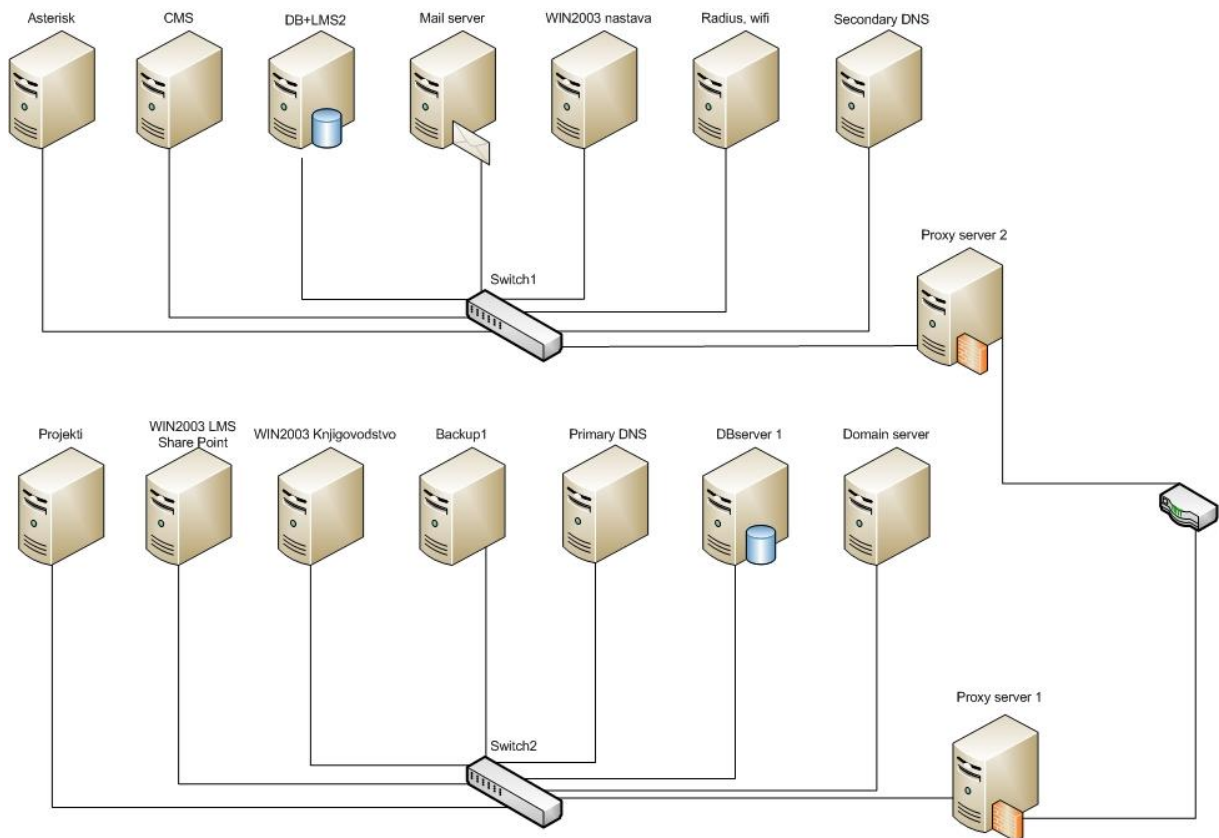 Asterisk
CMS
DB+LMS2
Mail server
WIN2003 nastava
Radius, wifi
Secondary DNS
Proxy server 2
Switch1
Projekti
WIN2003 LMS
Share Point
WIN2003 Knjigovodstvo
Backup1
Primary DNS
DBserver 1
Domain server
Proxy server 1
Switch2